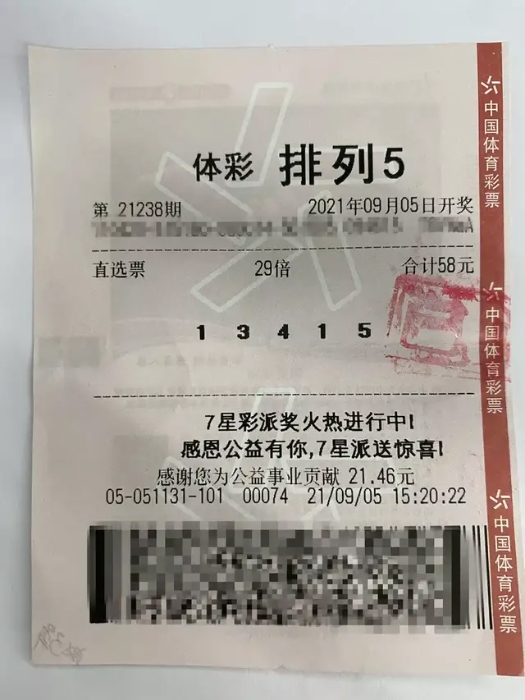 体彩 排列5
第 21238期 2021年09月05日开奖
直选票 29倍 合计58元
1 3 4 1 5
7星彩派奖火热进行中!
感恩公益有你,7星派送惊喜!
感谢您为公益事业贡献 21.46元
05-051131-101 00074 21/09/05 15:20:22
中国体育彩票
中国体育彩票
中国体育彩票